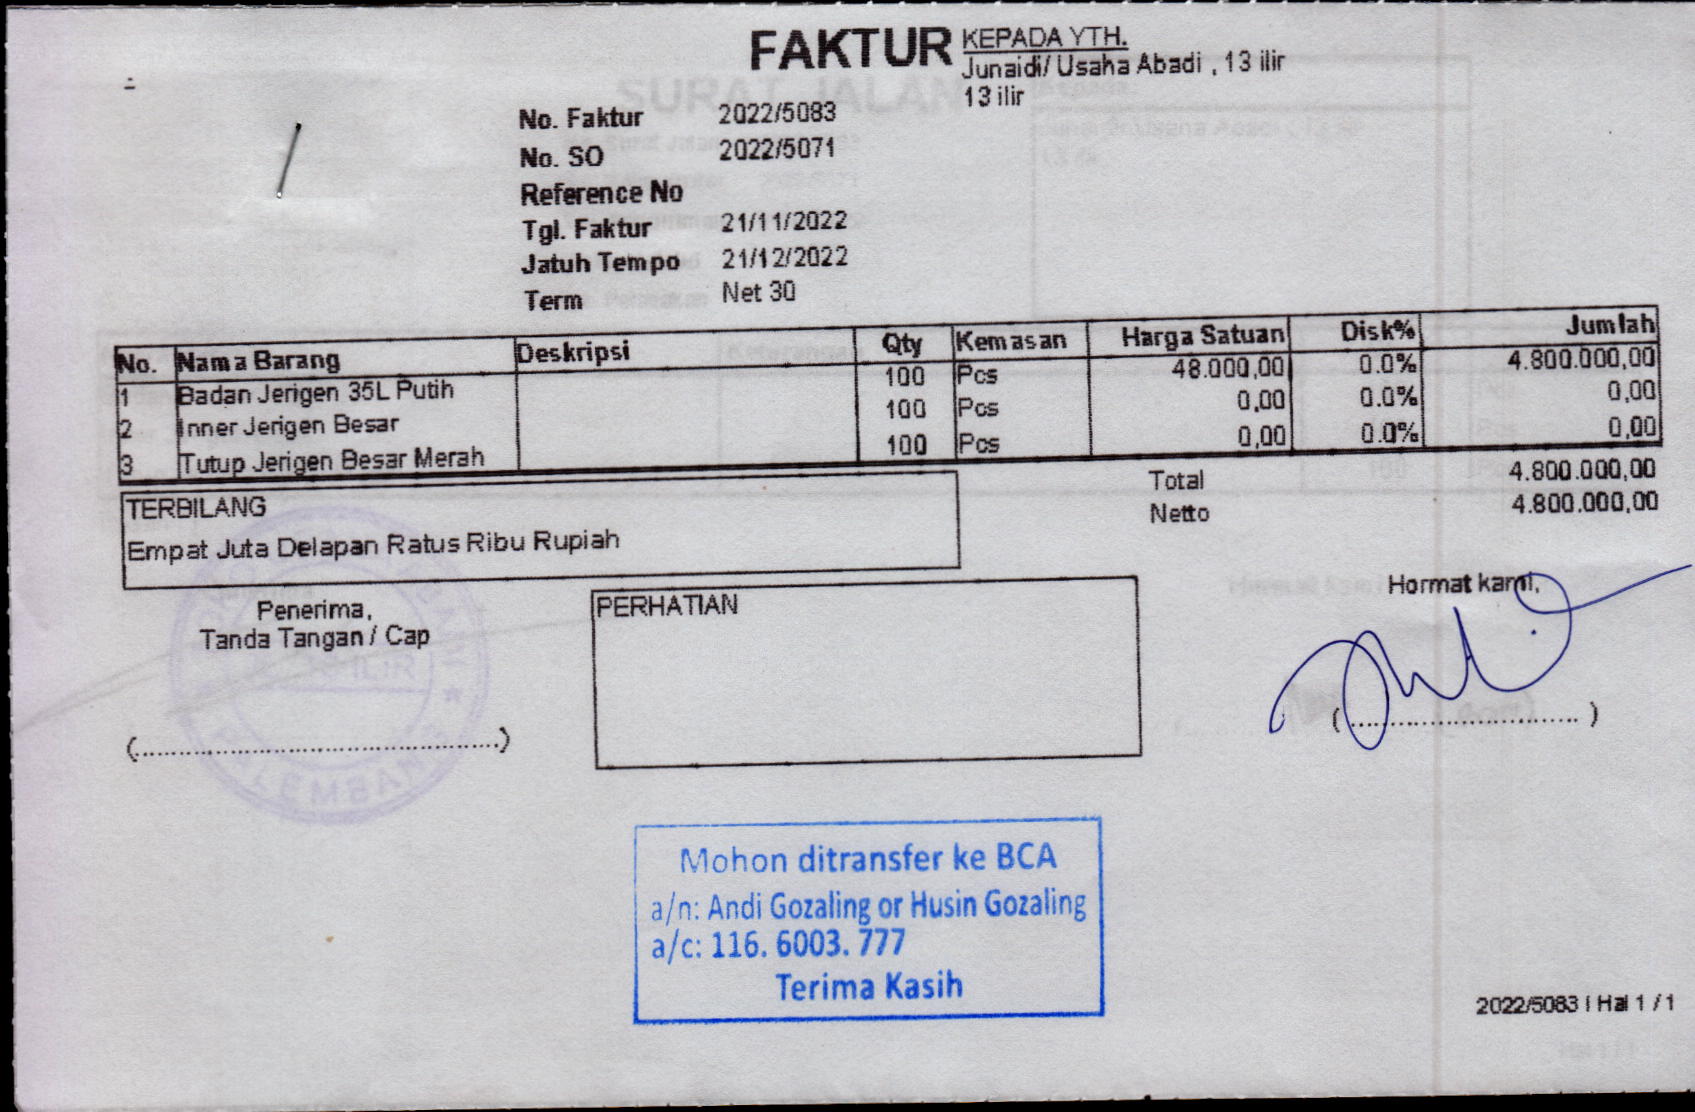 FAKTUR
KEPADA YTH.
Junaidi/ Usaha Abadi , 13 ilir
13 ilir
No. Faktur 2022/5083
No. SO 2022/5071
Reference No
Tgl. Faktur 21/11/2022
Jatuh Tempo 21/12/2022
Term Net 30
No. Nama Barang Deskripsi Qty Kemasan Harga Satuan Disk% Jumlah
1 Badan Jerigen 35L Putih 100 Pcs 48.000,00 0.0% 4.800.000,00
2 Inner Jerigen Besar 100 Pcs 0,00 0.0% 0,00
3 Tutup Jerigen Besar Merah 100 Pcs 0,00 0.0% 0,00
Total 4.800.000,00
Netto 4.800.000,00
TERBILANG
Empat Juta Delapan Ratus Ribu Rupiah
Penerima,
Tanda Tangan / Cap
(...............................................)
PERHATIAN
Hormat kami,
(.............................. )
PALEMBANG
Mohon ditransfer ke BCA
a/n: Andi Gozaling or Husin Gozaling
a/c: 116. 6003. 777
Terima Kasih
2022/5083 | Hal 1 / 1
SURAT JALAN